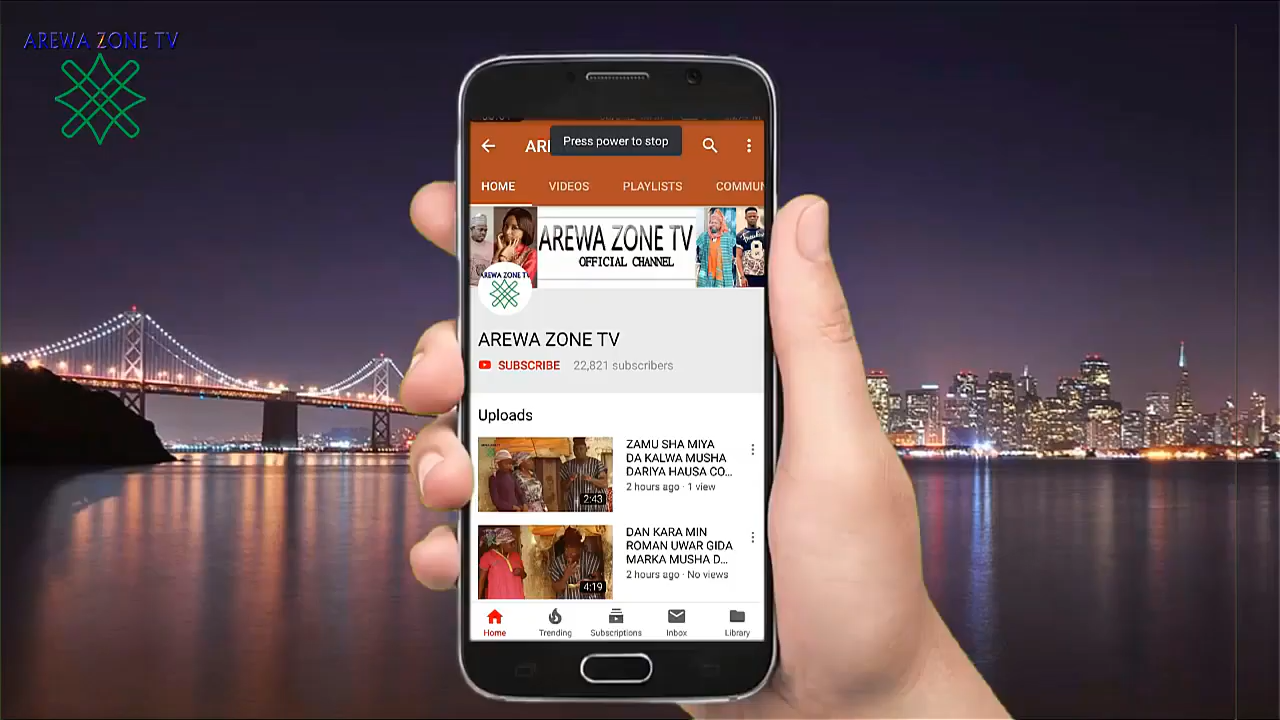 AREWA ZONE TV
Press power to stop
HOME VIDEOS PLAYLISTS
AREWA ZONE TV
OFFICIAL CHANNEL
AREWA ZONE TV
AREWA ZONE TV
SUBSCRIBE 22,821 subscribers
Uploads
ZAMU SHA MIYA
DA KALWA MUSHA
DARIYA HAUSA CO...
2 hours ago · 1 view
2:43
DAN KARA MIN
ROMAN UWAR GIDA
MARKA MUSHA D...
2 hours ago · No views
4:19
Home Trending Subscriptions Inbox Library